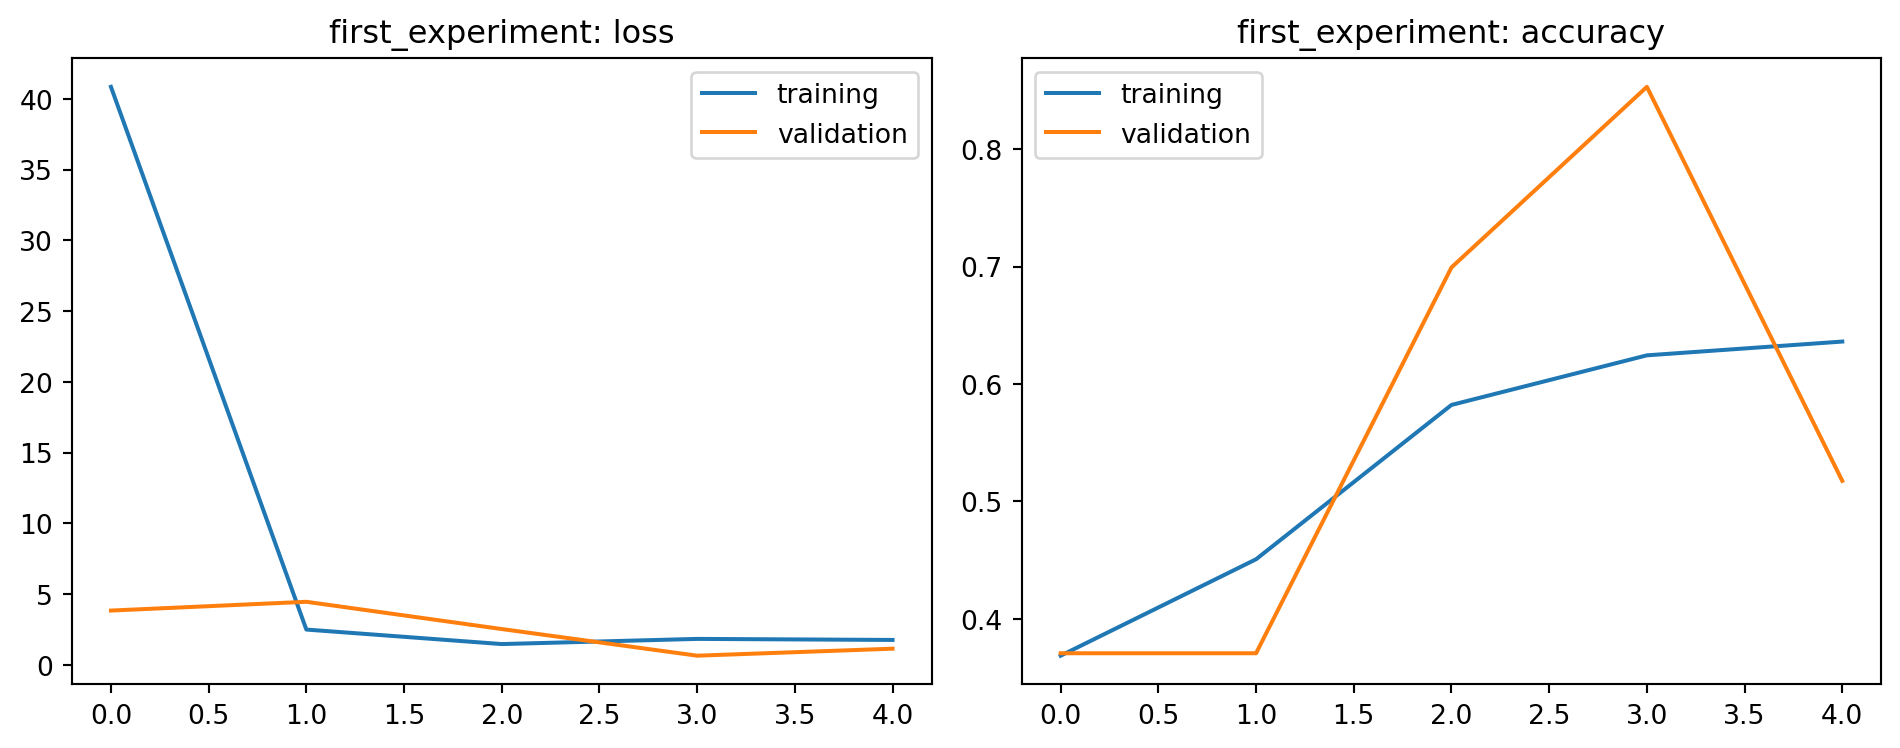 first_experiment: loss
training
validation
40
35
30
25
20
15
10
5
0
0.0 0.5 1.0 1.5 2.0 2.5 3.0 3.5 4.0
first_experiment: accuracy
training
validation
0.8
0.7
0.6
0.5
0.4
0.0 0.5 1.0 1.5 2.0 2.5 3.0 3.5 4.0